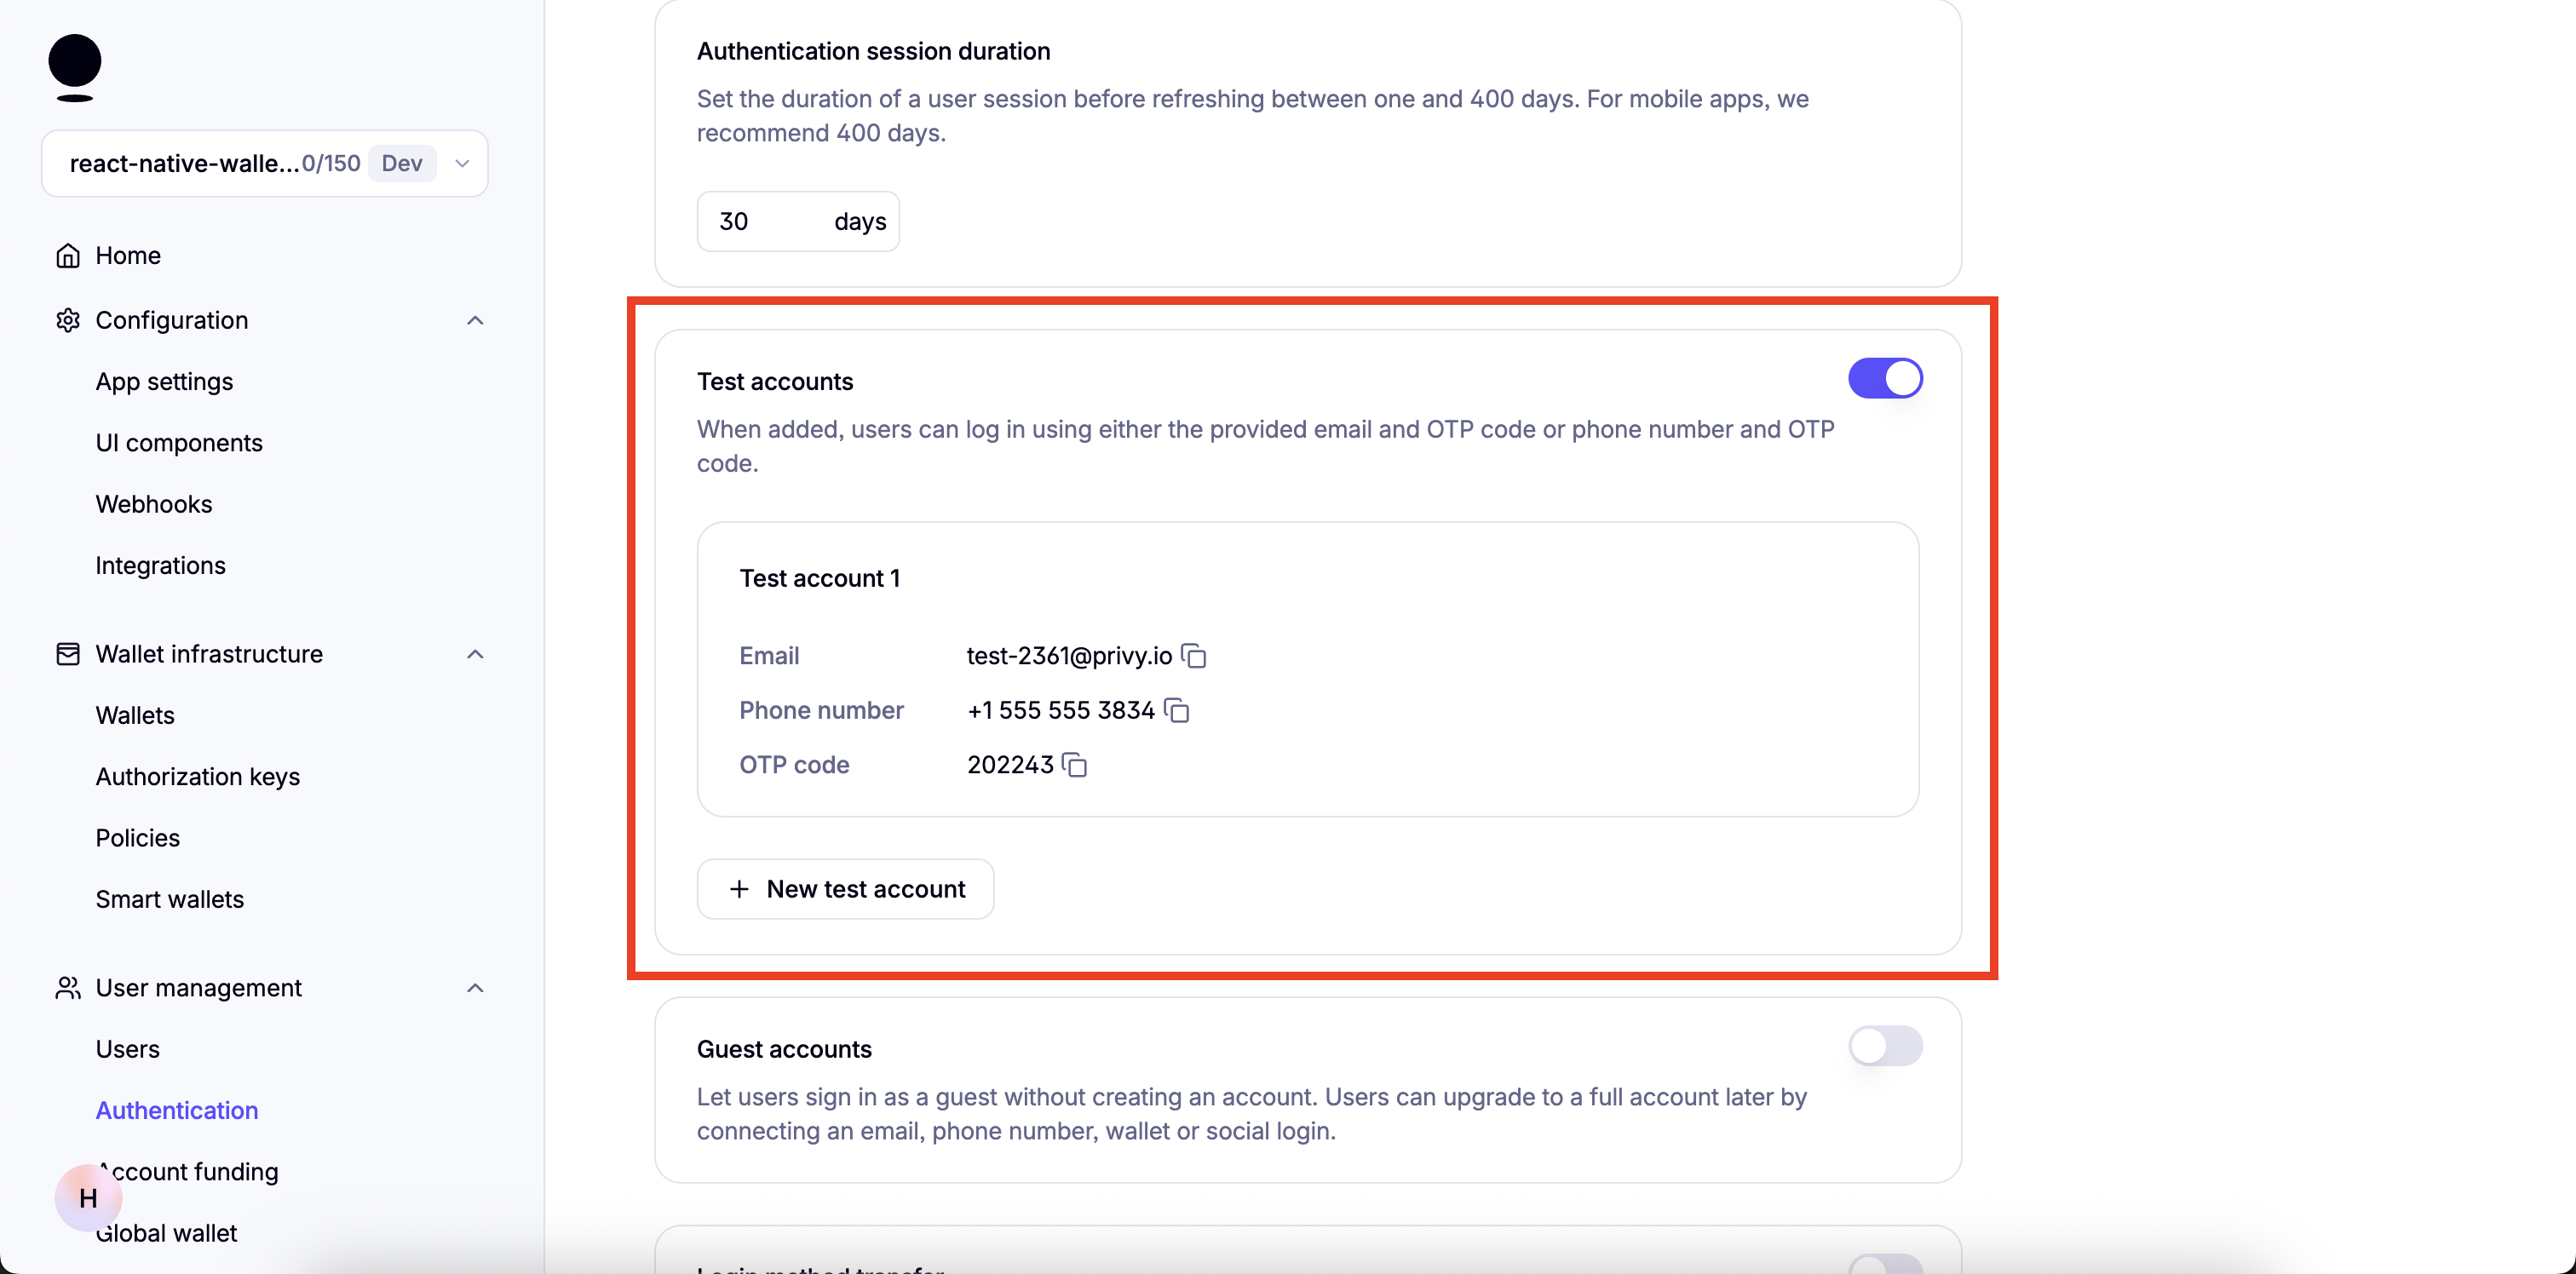 react-native-walle...0/150 Dev
Home
Configuration
App settings
UI components
Webhooks
Integrations
Wallet infrastructure
Wallets
Authorization keys
Policies
Smart wallets
User management
Users
Authentication
Account funding
H
Global wallet
Authentication session duration
Set the duration of a user session before refreshing between one and 400 days. For mobile apps, we
recommend 400 days.
30 days
Test accounts
When added, users can log in using either the provided email and OTP code or phone number and OTP
code.
Test account 1
Email test-2361@privy.io
Phone number +1 555 555 3834
OTP code 202243
+ New test account
Guest accounts
Let users sign in as a guest without creating an account. Users can upgrade to a full account later by
connecting an email, phone number, wallet or social login.
Login method transfer